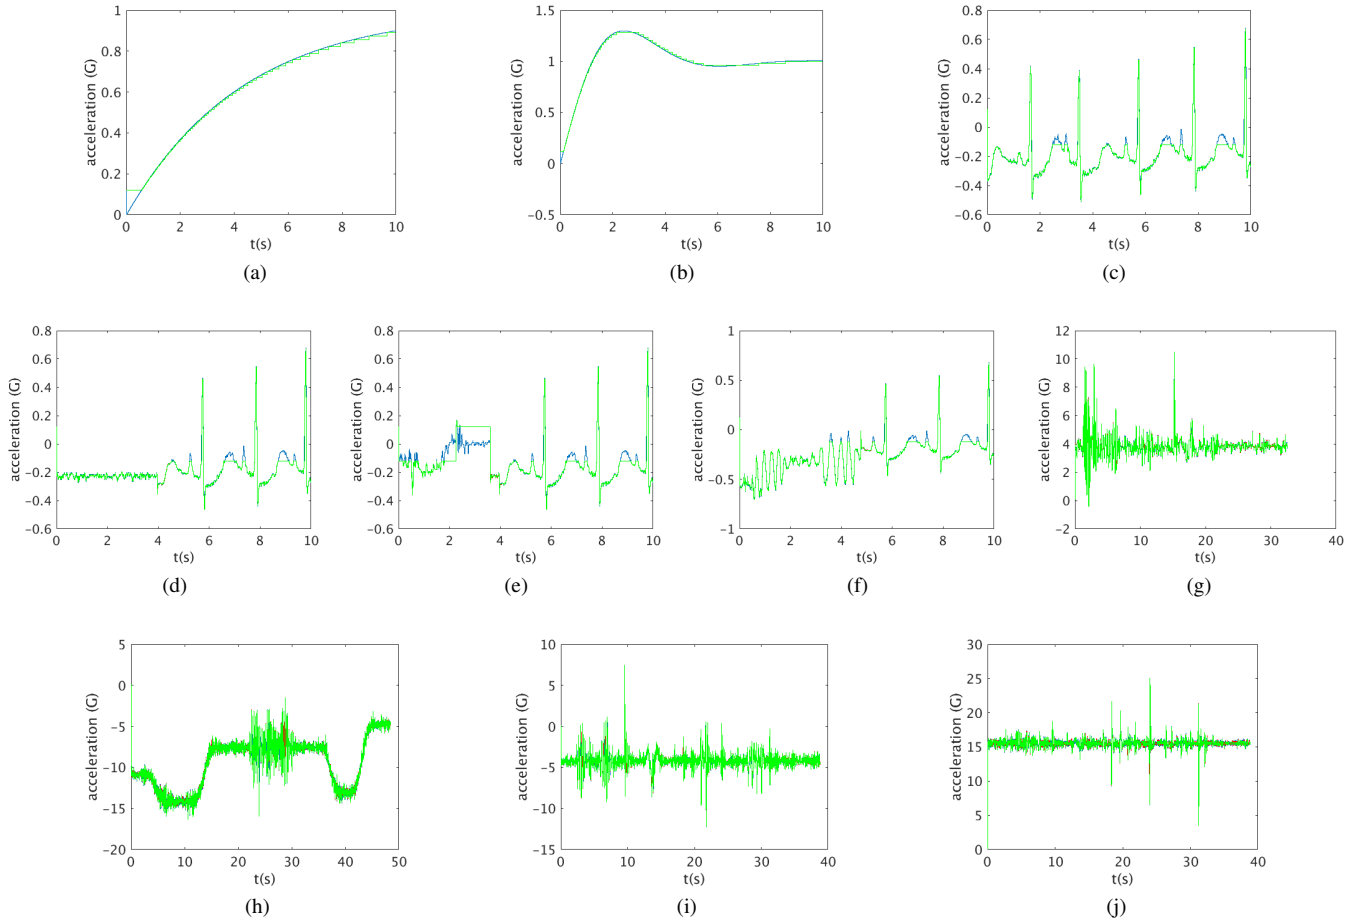 acceleration (G)
1
0.8
0.6
0.4
0.2
0
0 2 4 6 8 10
t(s)
(a)
acceleration (G)
1.5
1
0.5
0
−0.5
0 2 4 6 8 10
t(s)
(b)
acceleration (G)
0.8
0.6
0.4
0.2
0
−0.2
−0.4
−0.6
0 2 4 6 8 10
t(s)
(c)
acceleration (G)
0.8
0.6
0.4
0.2
0
−0.2
−0.4
−0.6
0 2 4 6 8 10
t(s)
(d)
acceleration (G)
0.8
0.6
0.4
0.2
0
−0.2
−0.4
−0.6
0 2 4 6 8 10
t(s)
(e)
acceleration (G)
1
0.5
0
−0.5
−1
0 2 4 6 8 10
t(s)
(f)
acceleration (G)
12
10
8
6
4
2
0
−2
0 10 20 30 40
t(s)
(g)
acceleration (G)
5
0
−5
−10
−15
−20
0 10 20 30 40 50
t(s)
(h)
acceleration (G)
10
5
0
−5
−10
−15
0 10 20 30 40
t(s)
(i)
acceleration (G)
30
25
20
15
10
5
0
0 10 20 30 40
t(s)
(j)